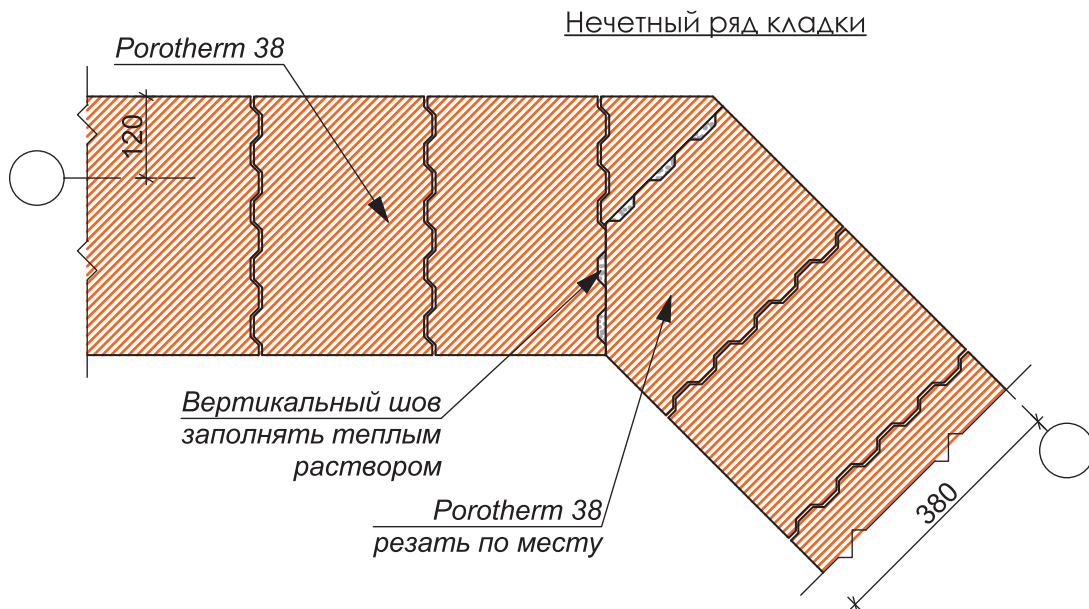 Нечетный ряд кладки
Porotherm 38
120
Вертикальный шов
заполнять теплым
раствором
Porotherm 38
резать по месту
380